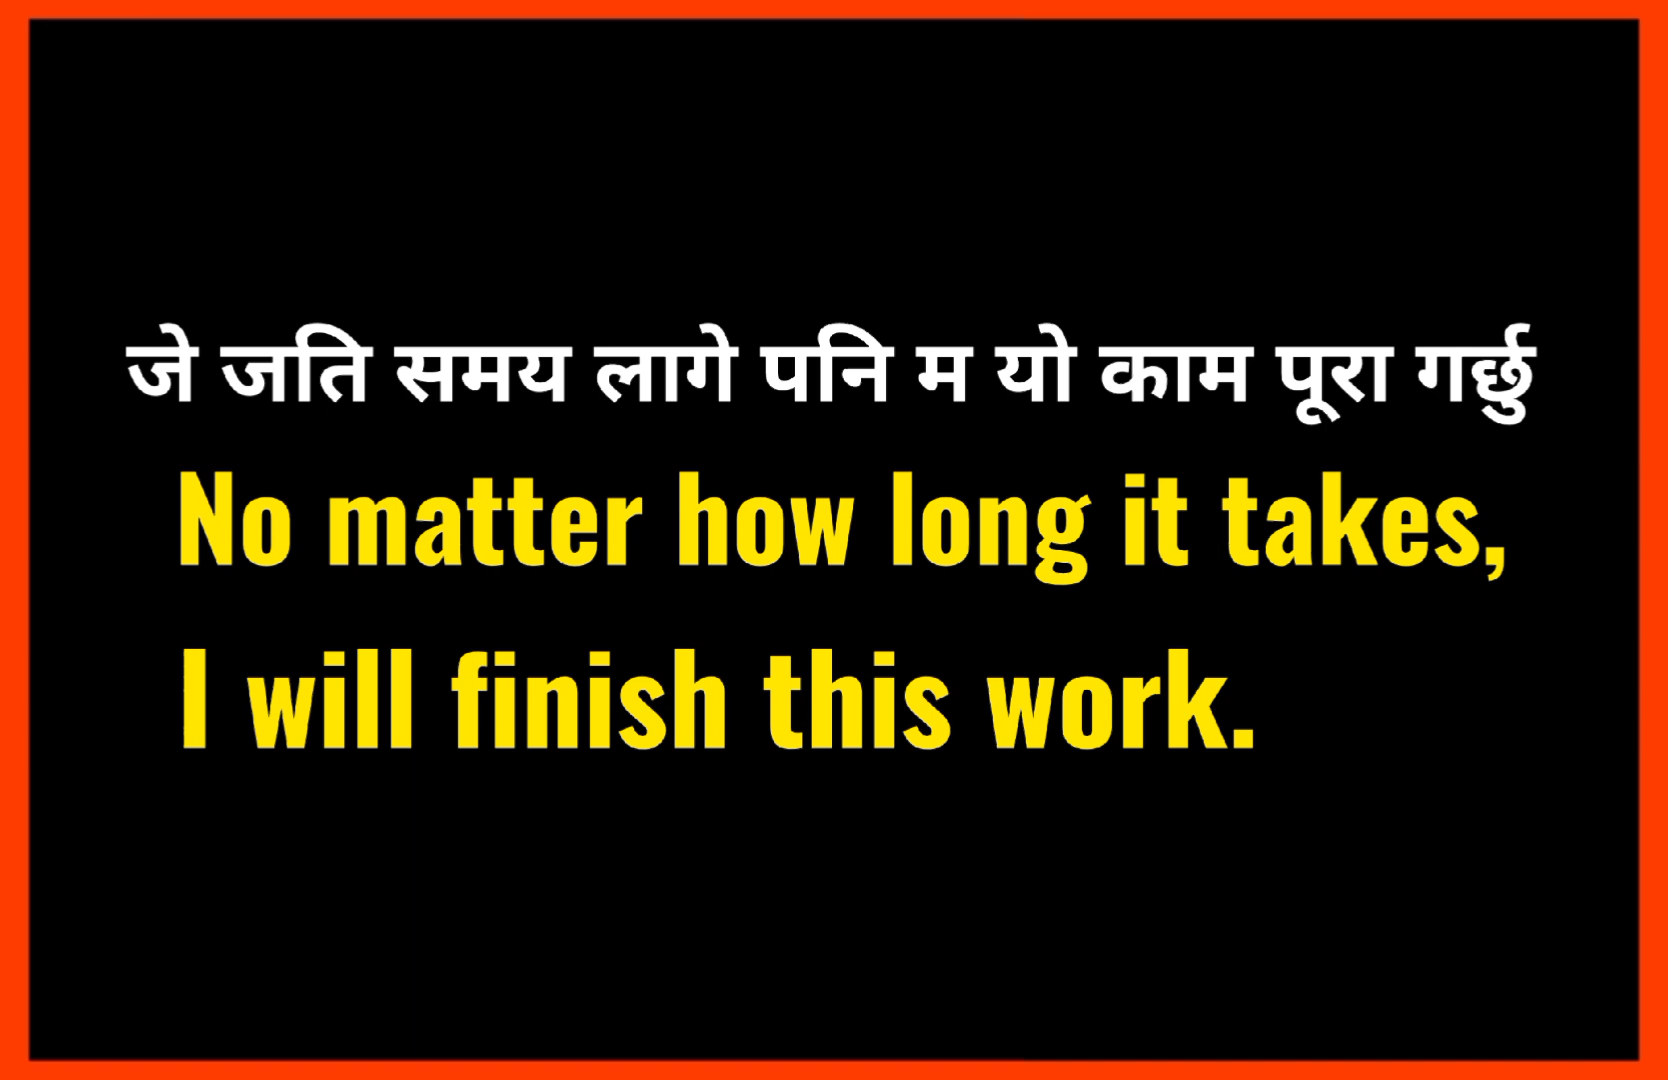 जे जति समय लागे पनि म यो काम पूरा गर्छु
No matter how long it takes,
I will finish this work.